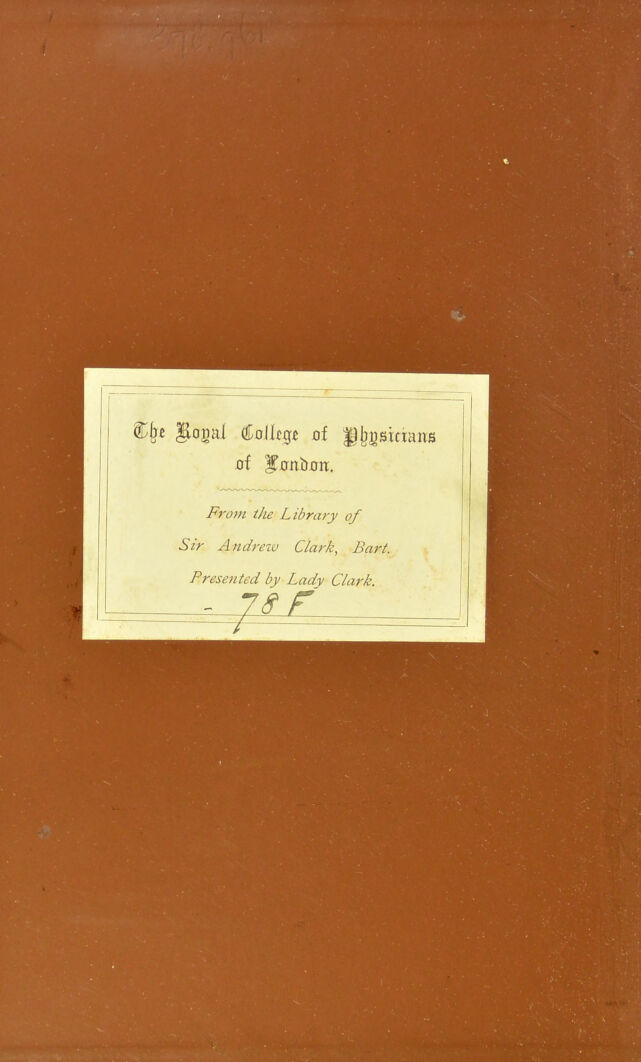 The Royal College of Physicians
of London.
From the Library of
Sir Andrew Clark, Bart.
Presented by Lady Clark.
- 78 F